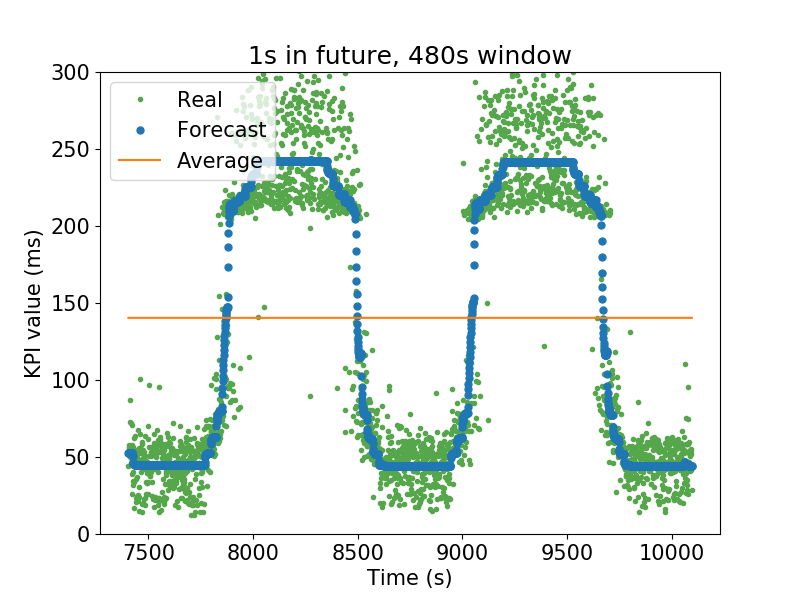 1s in future, 480s window
300
250
200
150
100
50
0
KPI value (ms)
Real
Forecast
Average
7500 8000 8500 9000 9500 10000
Time (s)